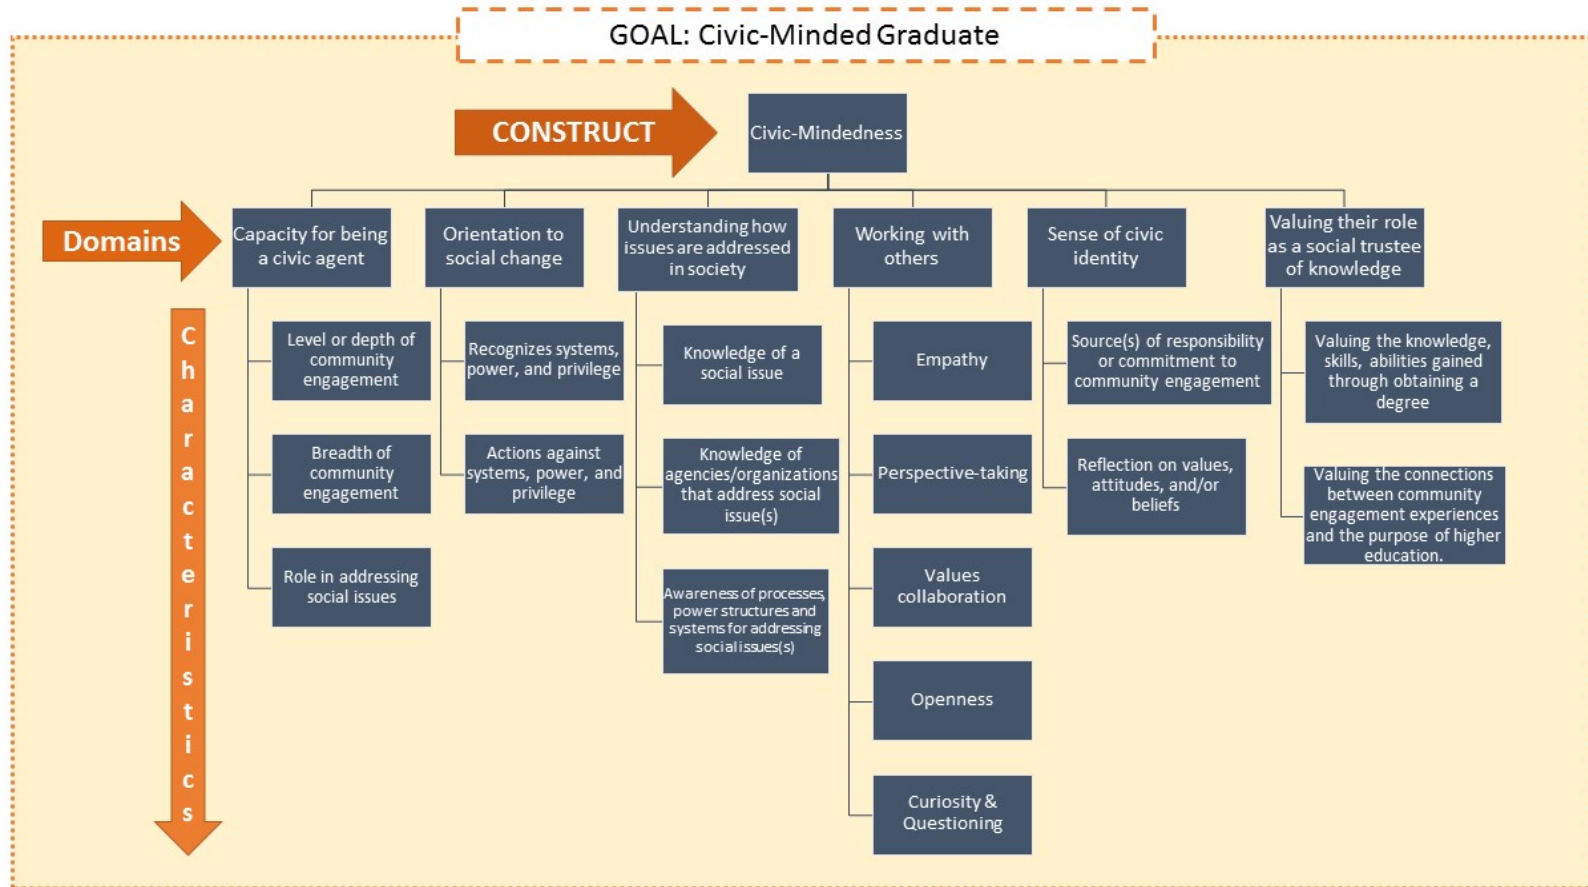 GOAL: Civic-Minded Graduate
CONSTRUCT
Civic-Mindedness
Domains
Capacity for being
a civic agent
Orientation to
social change
Understanding how
issues are addressed
in society
Working with
others
Sense of civic
identity
Valuing their role
as a social trustee
of knowledge
Characteristics
Level or depth of
community
engagement
Breadth of
community
engagement
Role in addressing
social issues
Recognizes systems,
power, and privilege
Actions against
systems, power, and
privilege
Knowledge of a
social issue
Knowledge of
agencies/organizations
that address social
issue(s)
Awareness of processes,
power structures and
systems for addressing
social issues(s)
Empathy
Perspective-taking
Values
collaboration
Openness
Curiosity &
Questioning
Source(s) of responsibility
or commitment to
community engagement
Reflection on values,
attitudes, and/or
beliefs
Valuing the knowledge,
skills, abilities gained
through obtaining a
degree
Valuing the connections
between community
engagement experiences
and the purpose of higher
education.